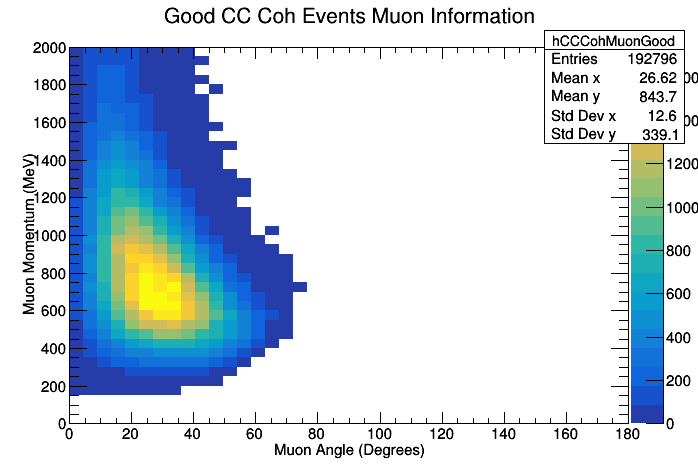 Good CC Coh Events Muon Information
hCCCohMuonGood
Entries 192796
Mean x 26.62
Mean y 843.7
Std Dev x 12.6
Std Dev y 339.1
Muon Momentum (MeV)
2000
1800
1600
1400
1200
1000
800
600
400
200
0
0 20 40 60 80 100 120 140 160 180
Muon Angle (Degrees)
1200
1000
800
600
400
200
0